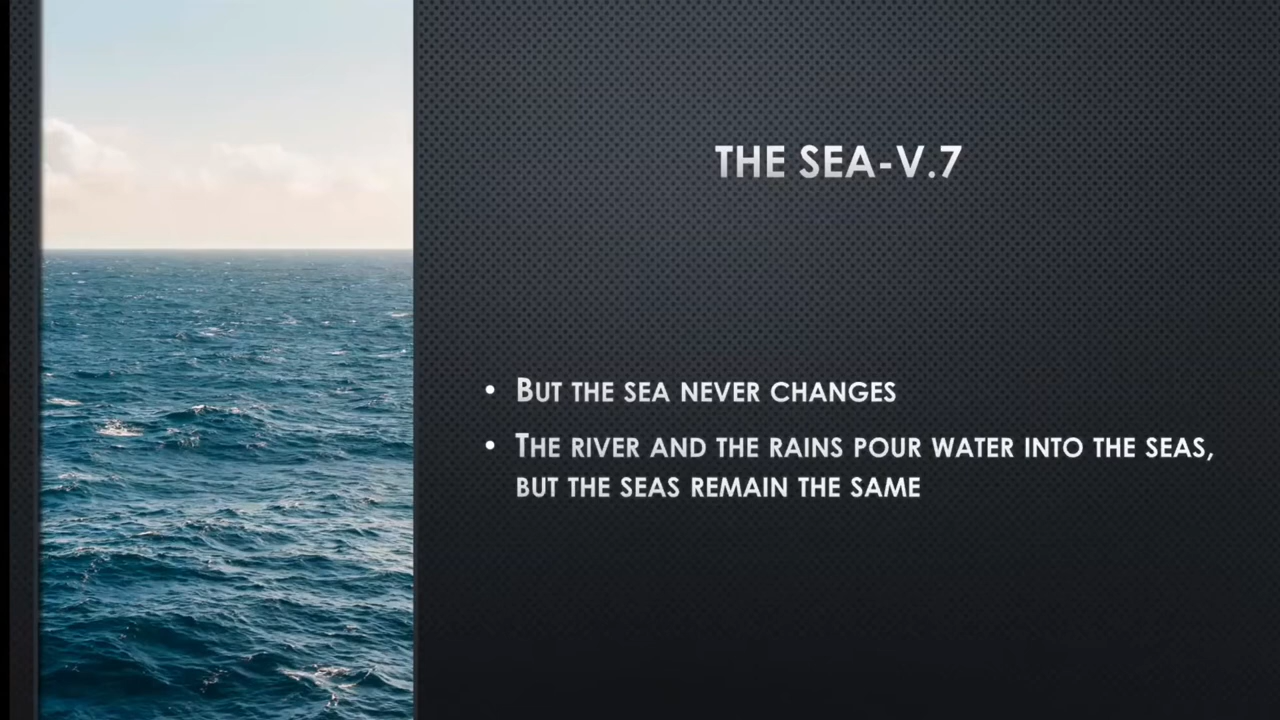 THE SEA-V.7
• BUT THE SEA NEVER CHANGES
• THE RIVER AND THE RAINS POUR WATER INTO THE SEAS,
BUT THE SEAS REMAIN THE SAME